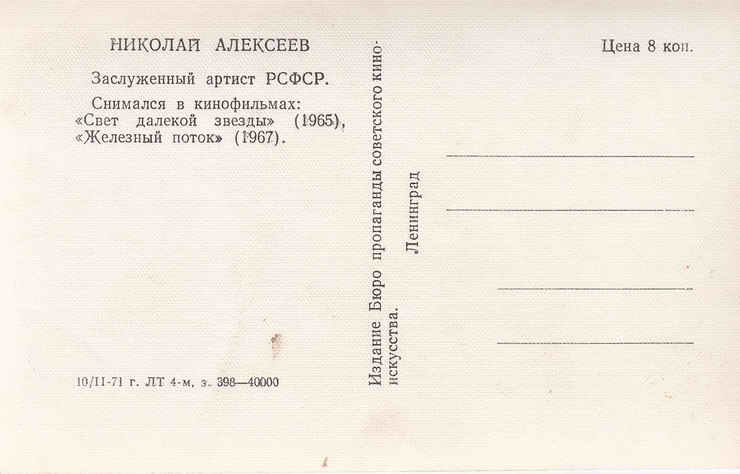 НИКОЛАЙ АЛЕКСЕЕВ
Заслуженный артист РСФСР.
Снимался в кинофильмах:
«Свет далекой звезды» (1965),
«Железный поток» (1967).
10/II-71 г. ЛТ 4-м, з. 398—40000
Издание Бюро пропаганды советского кино-
искусства.
Ленинград
Цена 8 коп.